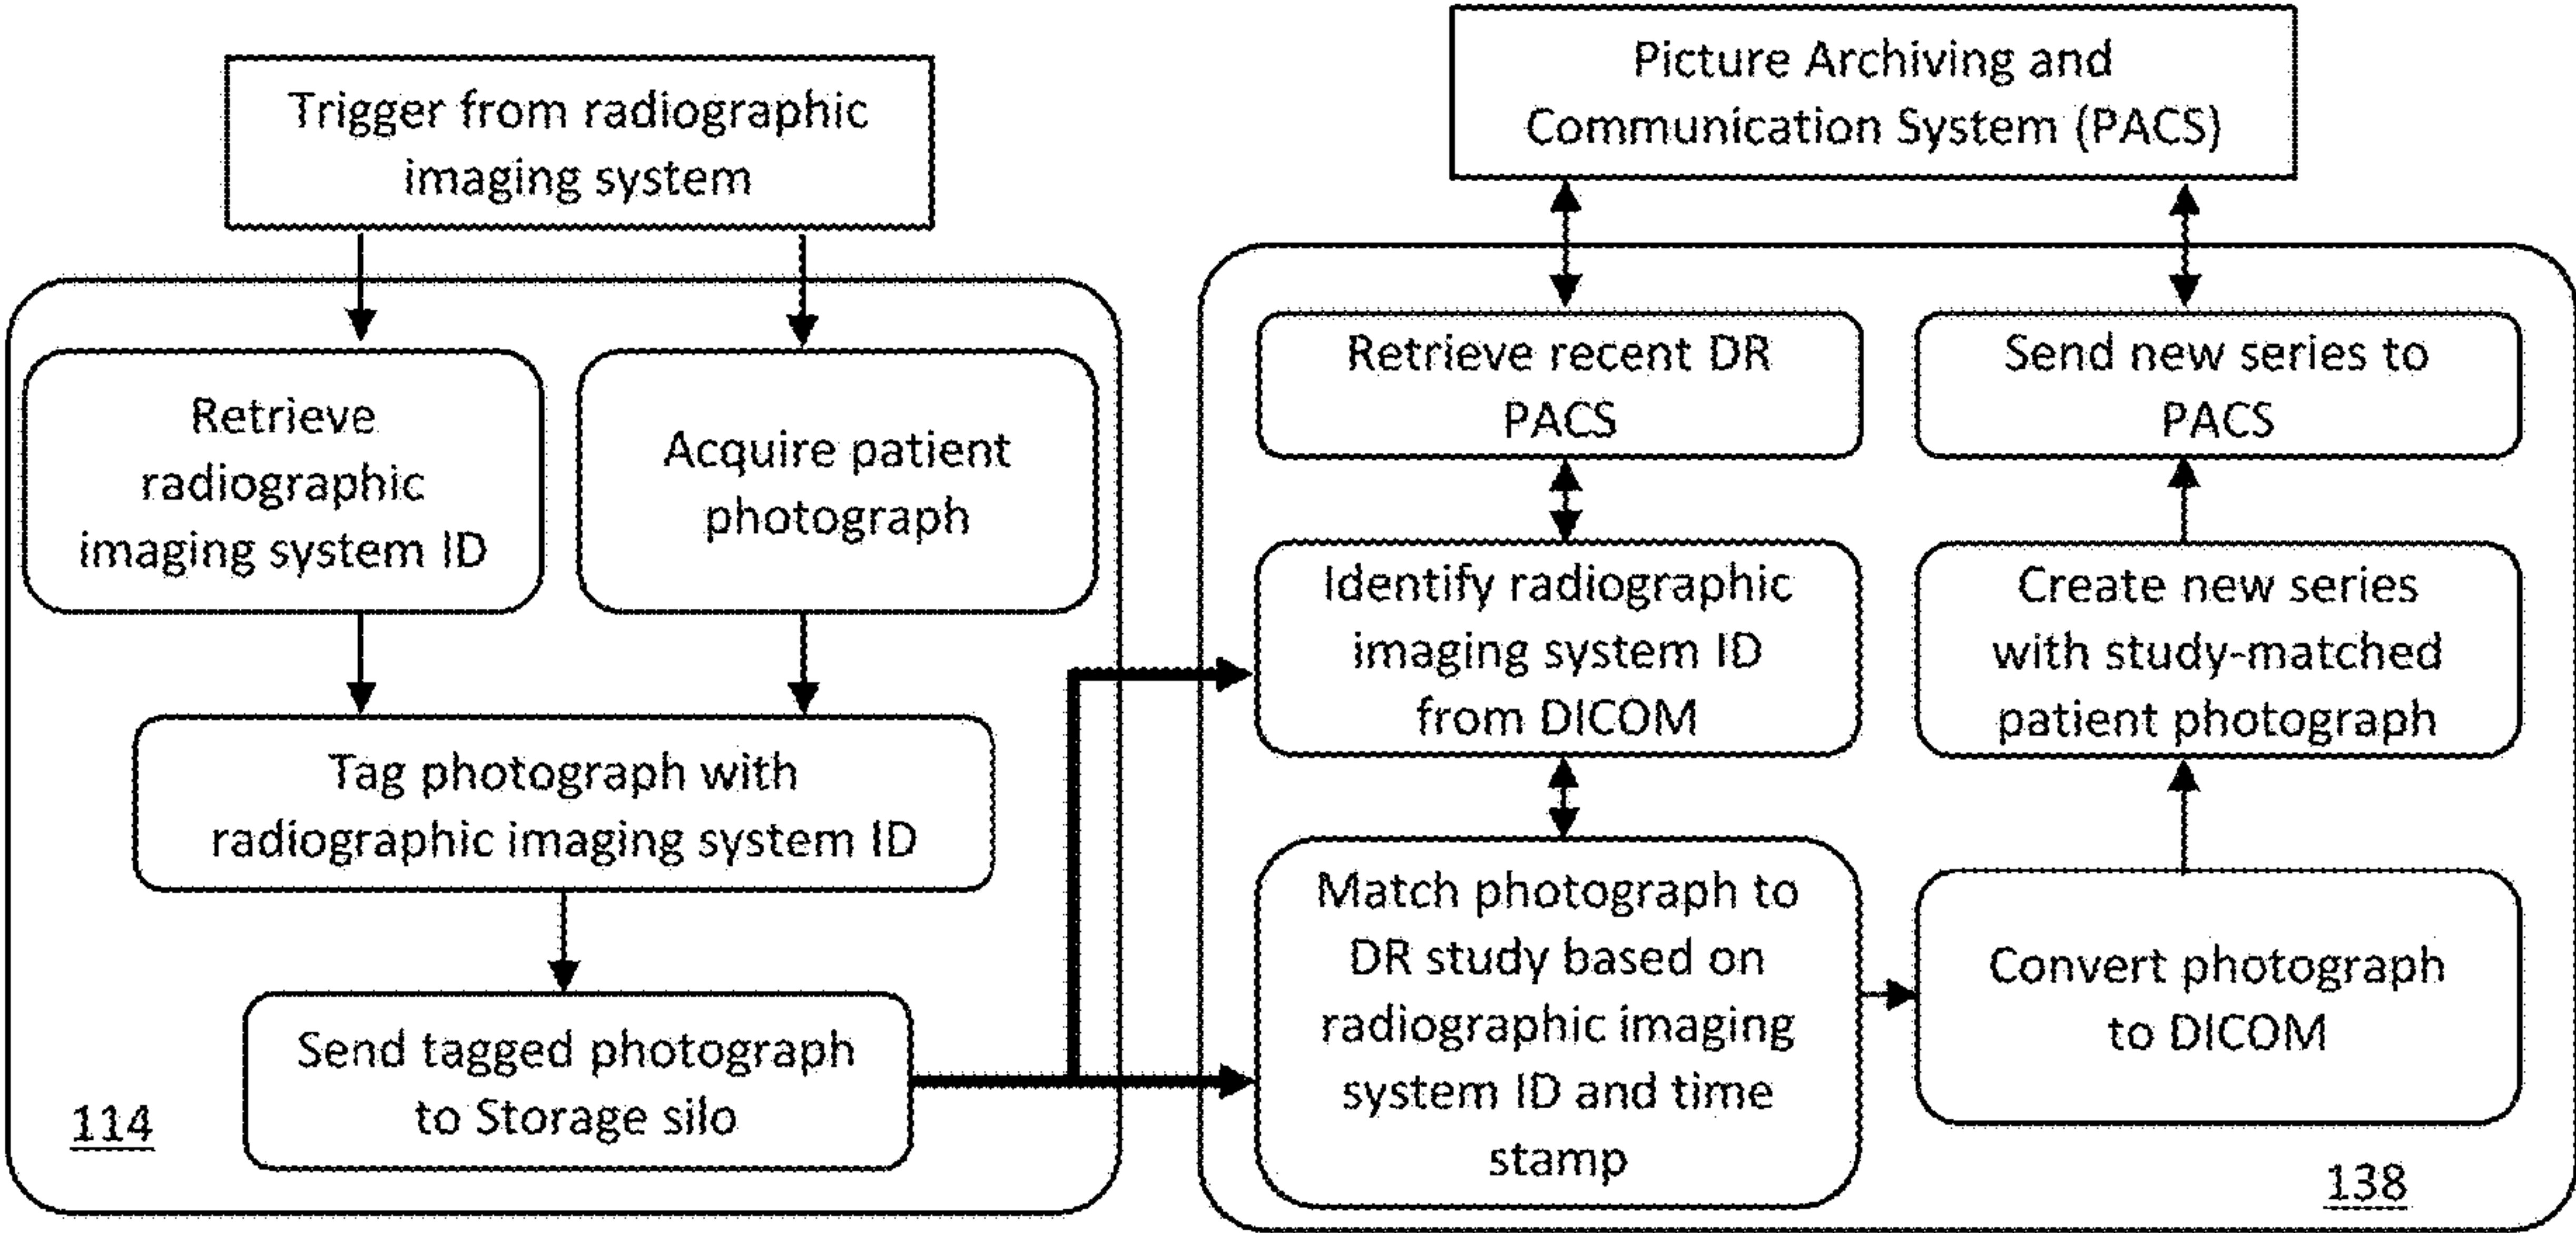 Trigger from radiographic
imaging system
Retrieve
radiographic
imaging system ID
Acquire patient
photograph
Tag photograph with
radiographic imaging system ID
Send tagged photograph
to Storage silo
114
Picture Archiving and
Communication System (PACS)
Retrieve recent DR
PACS
Identify radiographic
imaging system ID
from DICOM
Match photograph to
DR study based on
radiographic imaging
system ID and time
stamp
Send new series to
PACS
Create new series
with study-matched
patient photograph
Convert photograph
to DICOM
138